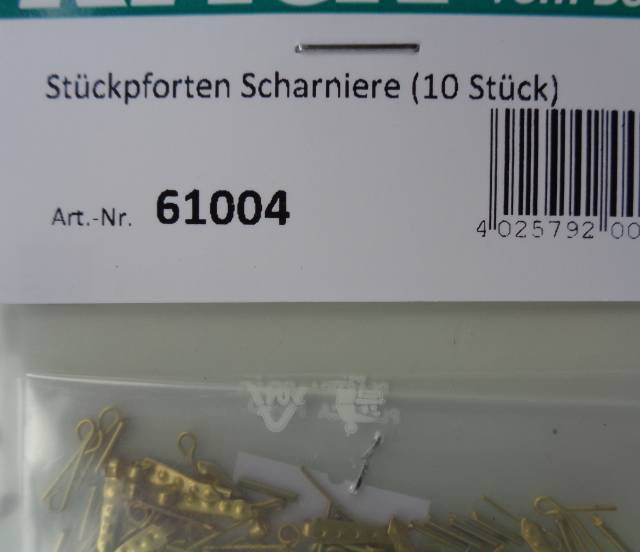 Stückpforten Scharniere (10 Stück)
Art.-Nr. 61004
4 025792 00